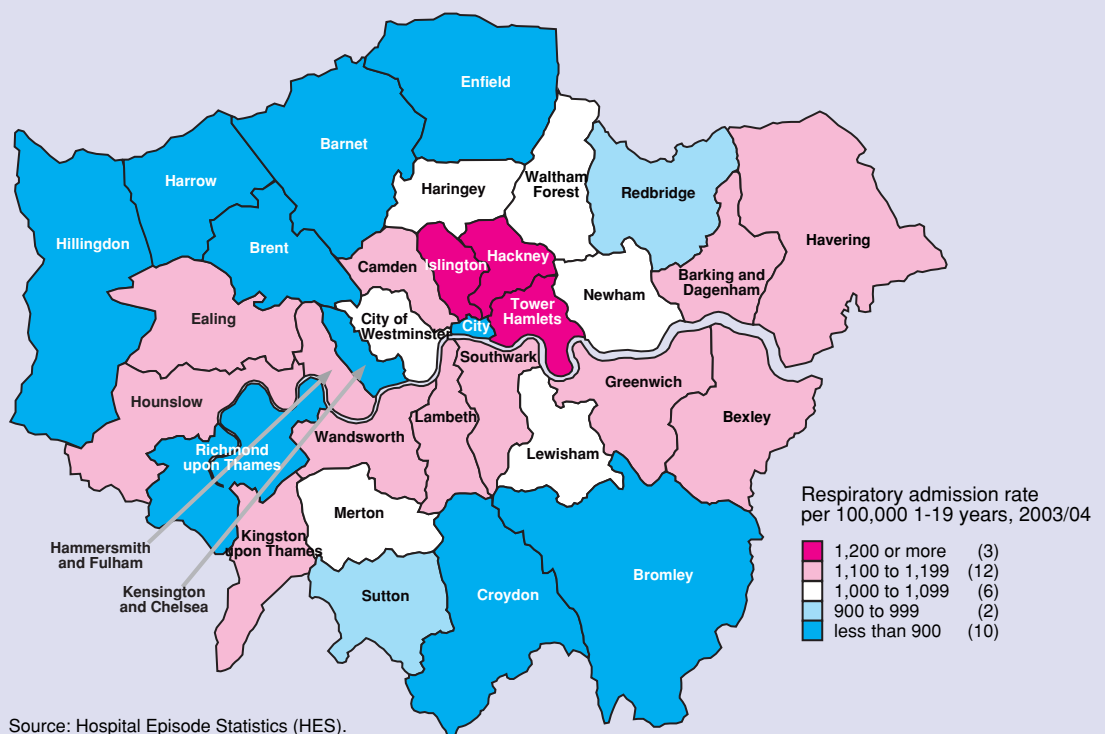 Enfield
Barnet
Harrow
Haringey
Waltham
Forest
Redbridge
Hillingdon
Brent
Havering
Camden
Islington
Hackney
Barking and
Dagenham
Newham
Tower
Hamlets
Ealing
City of
Westminster
City
Southwark
Greenwich
Hounslow
Lambeth
Bexley
Wandsworth
Richmond
upon Thames
Lewisham
Merton
Kingston
upon Thames
Hammersmith
and Fulham
Kensington
and Chelsea
Sutton
Croydon
Bromley
Respiratory admission rate
per 100,000 1-19 years, 2003/04
1,200 or more (3)
1,100 to 1,199 (12)
1,000 to 1,099 (6)
900 to 999 (2)
less than 900 (10)
Source: Hospital Episode Statistics (HES).